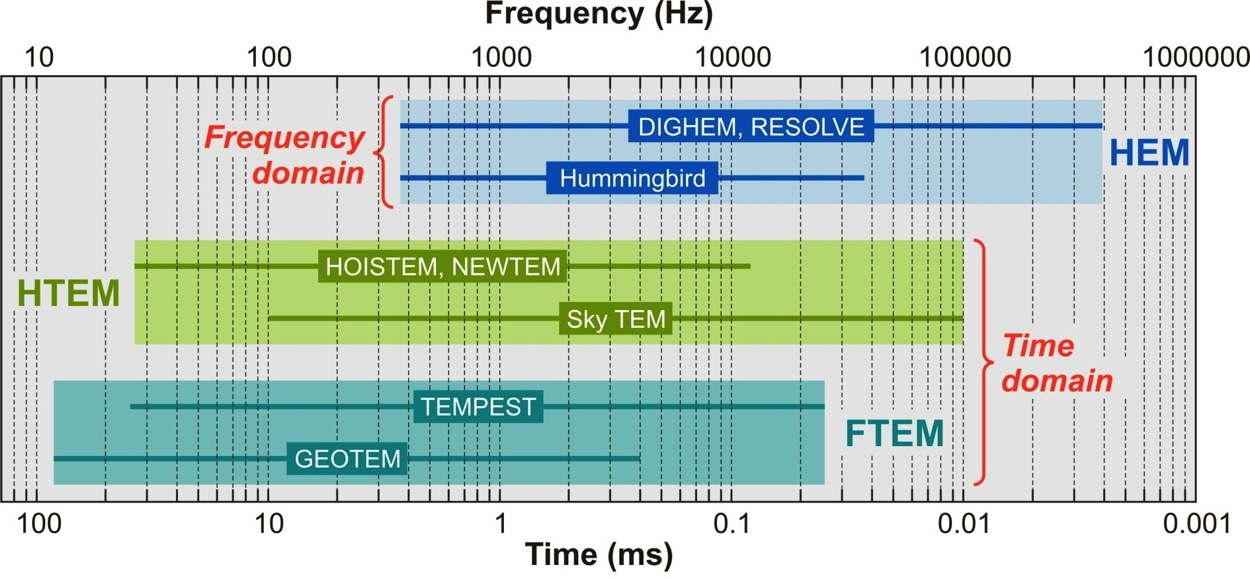 Frequency (Hz)
10 100 1000 10000 1000000 1000000
Frequency
domain
DIGHEM, RESOLVE
HEM
Hummingbird
HTEM
HOISTEM, NEWTEM
Sky TEM
Time
domain
TEMPEST
FTEM
GEOTEM
100 10 1 0.1 0.01 0.001
Time (ms)